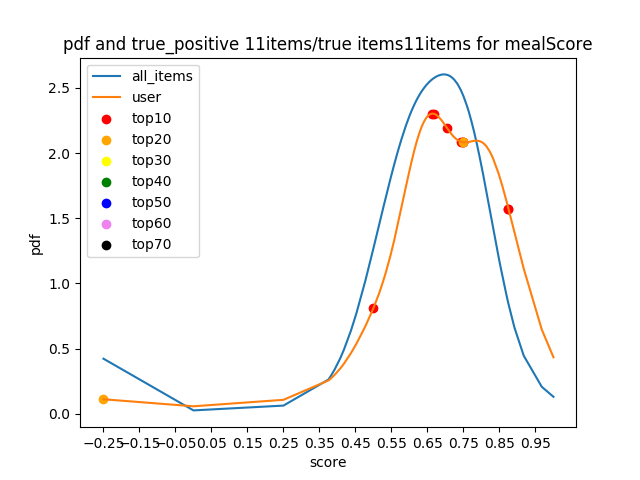 pdf and true_positive 11items/true items11items for mealScore
all_items
user
top10
top20
top30
top40
top50
top60
top70
2.5
2.0
1.5
1.0
0.5
0.0
pdf
−0.25 −0.15 −0.05 0.05 0.15 0.25 0.35 0.45 0.55 0.65 0.75 0.85 0.95
score